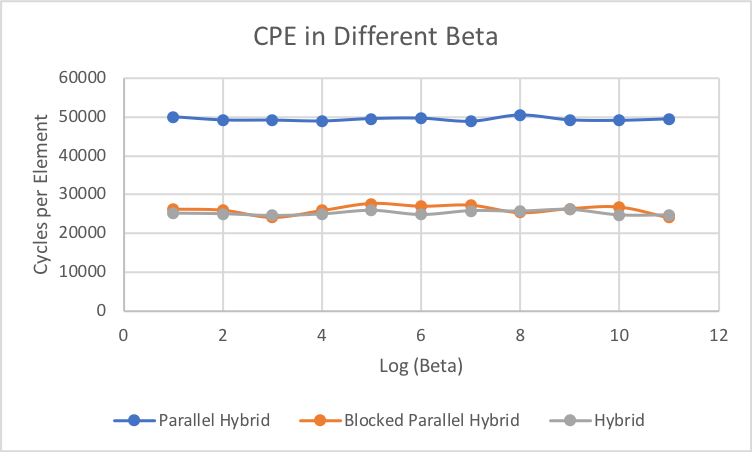 CPE in Different Beta
60000
50000
40000
30000
20000
10000
0
Cycles per Element
0 2 4 6 8 10 12
Log (Beta)
Parallel Hybrid Blocked Parallel Hybrid Hybrid